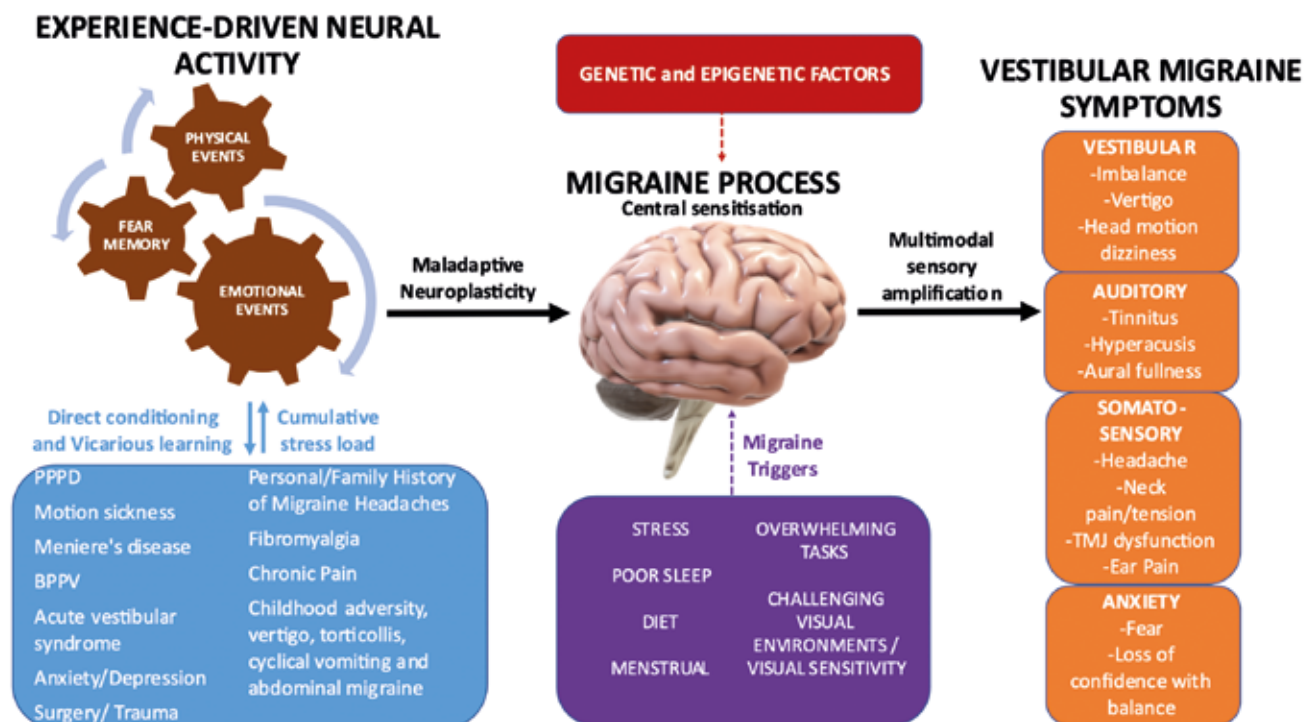 EXPERIENCE-DRIVEN NEURAL
ACTIVITY
PHYSICAL
EVENTS
FEAR
MEMORY
EMOTIONAL
EVENTS
Direct conditioning
and Vicarious learning
Cumulative
stress load
PPPD
Motion sickness
Meniere's disease
BPPV
Acute vestibular
syndrome
Anxiety/Depression
Surgery/ Trauma
Personal/Family History
of Migraine Headaches
Fibromyalgia
Chronic Pain
Childhood adversity,
vertigo, torticollis,
cyclical vomiting and
abdominal migraine
Maladaptive
Neuroplasticity
GENETIC and EPIGENETIC FACTORS
MIGRAINE PROCESS
Central sensitisation
Migraine
Triggers
STRESS
POOR SLEEP
DIET
MENSTRUAL
OVERWHELMING
TASKS
CHALLENGING
VISUAL
ENVIRONMENTS /
VISUAL SENSITIVITY
Multimodal
sensory
amplification
VESTIBULAR MIGRAINE
SYMPTOMS
VESTIBULAR
-Imbalance
-Vertigo
-Head motion
dizziness
AUDITORY
-Tinnitus
-Hyperacusis
-Aural fullness
SOMATO-
SENSORY
-Headache
-Neck
pain/tension
-TMJ dysfunction
-Ear Pain
ANXIETY
-Fear
-Loss of
confidence with
balance